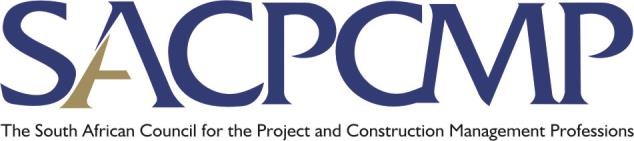 SACPCMP
The South African Council for the Project and Construction Management Professions